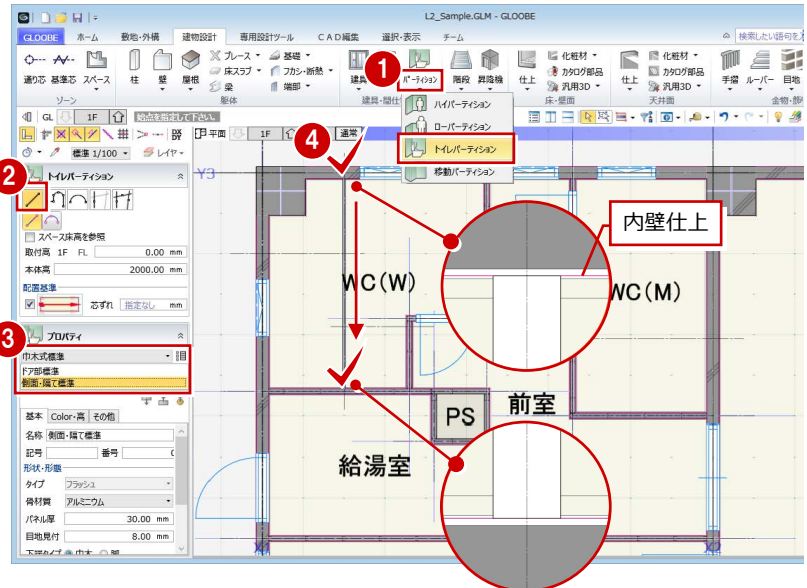 L2_Sample.GLM - GLOOBE
GLOOBE ホーム 敷地・外構 建物設計 専用設計ツール CAD編集 選択・表示 チーム 検索したい語句を入
通り芯 基準芯 スペース 柱 壁 屋根
ブレース 基礎
床スラブ フカシ・断熱
梁 端部
建具 パーティション 階段 昇降機 仕上
化粧材
カタログ部品
汎用3D
仕上
化粧材
カタログ部品
汎用3D
手摺 ルーバー 目地
ゾーン 躯体 建具・間仕 床・壁面 天井面 金物・部
1
ハイパーティション
ローパーティション
トイレパーティション
移動パーティション
GL 1F 始点を指定して下さい。
標準 1/100 レイヤ
平面 1F 通常
2
トイレパーティション
スペース床高を参照
取付高 1F FL 0.00 mm
本体高 2000.00 mm
配置基準
芯ずれ 指定なし mm
3
プロパティ
巾木式標準
ドア部標準
側面・隔て標準
基本 Color・高 その他
名称 側面・隔て標準
記号 番号
形状・形態
タイプ フラッシュ
骨材質 アルミニウム
パネル厚 30.00 mm
目地見付 8.00 mm
下端タイプ 巾木 脚
4
Y3
内壁仕上
WC(W)
WC(M)
PS
前室
給湯室
X1
X2